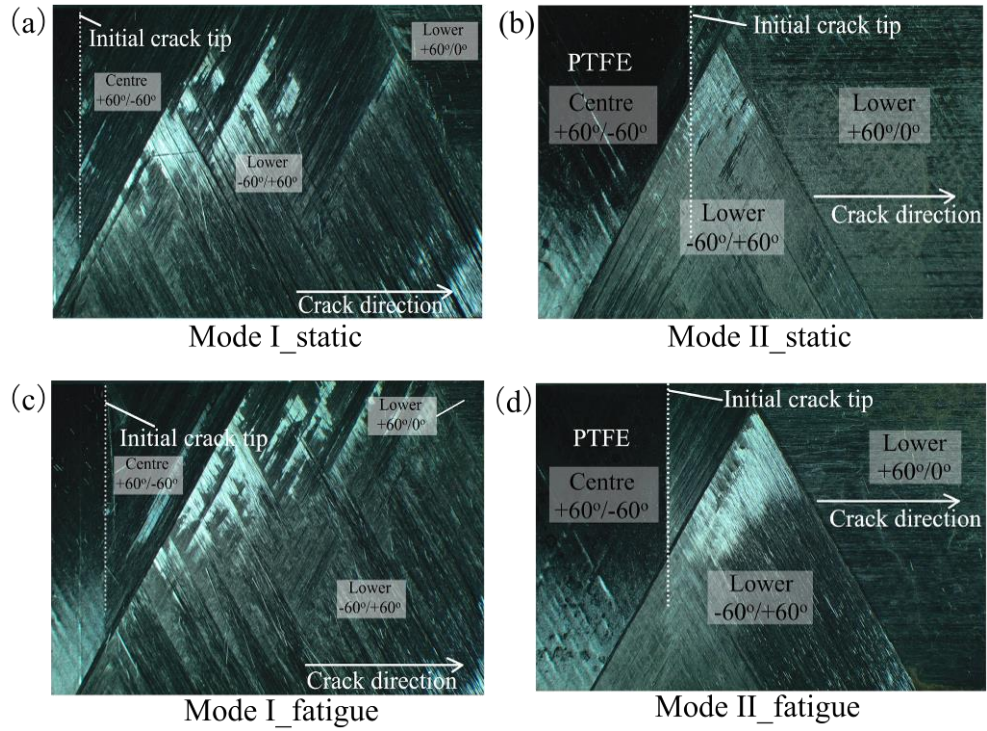 (a)
Initial crack tip
Centre
+60°/-60°
Lower
+60°/0°
Lower
-60°/+60°
Crack direction
Mode I_static
(b)
Initial crack tip
PTFE
Centre
+60°/-60°
Lower
+60°/0°
Crack direction
Lower
-60°/+60°
Mode II_static
(c)
Initial crack tip
Centre
+60°/-60°
Lower
+60°/0°
Lower
-60°/+60°
Crack direction
Mode I_fatigue
(d)
Initial crack tip
PTFE
Centre
+60°/-60°
Lower
+60°/0°
Crack direction
Lower
-60°/+60°
Mode II_fatigue